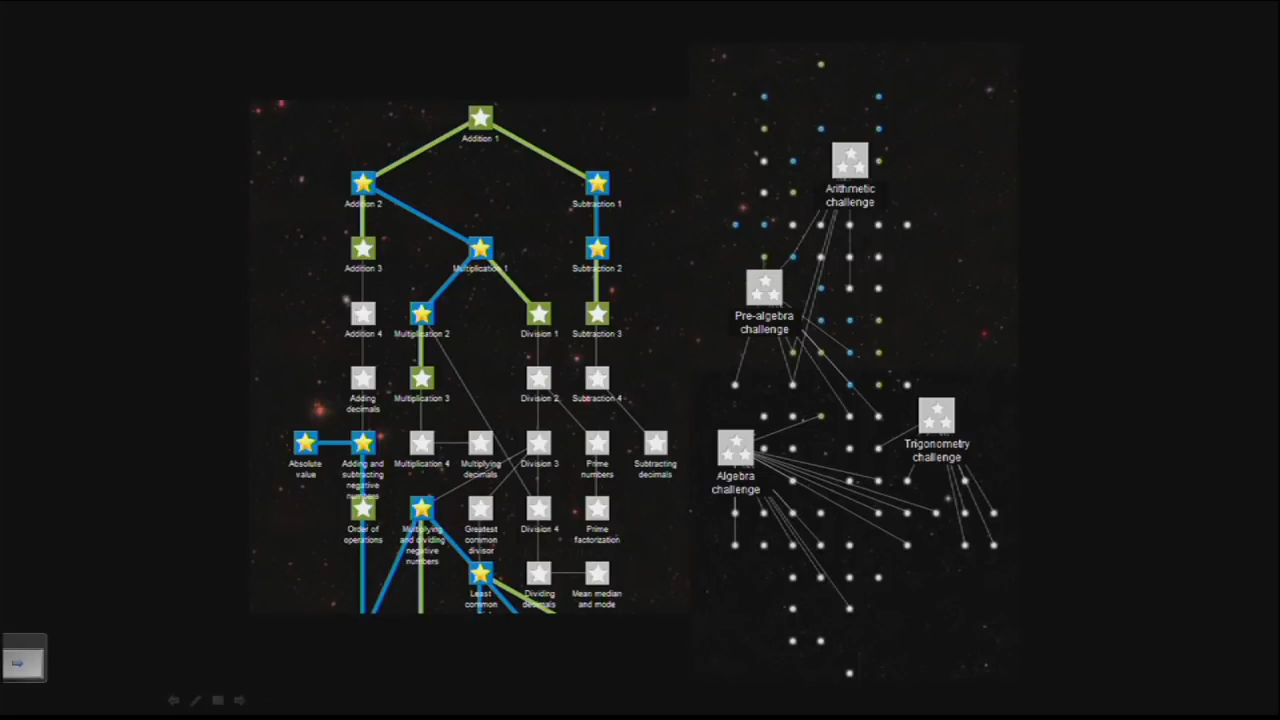 Addition 1
Addition 2
Subtraction 1
Addition 3
Multiplication 1
Subtraction 2
Addition 4
Multiplication 2
Division 1
Subtraction 3
Adding
decimals
Multiplication 3
Division 2
Subtraction 4
Absolute
value
Adding and
subtracting
negative
numbers
Multiplication 4
Multiplying
decimals
Division 3
Prime
numbers
Subtracting
decimals
Order of
operations
Multiplying
and dividing
negative
numbers
Greatest
common
divisor
Division 4
Prime
factorization
Least
common
Dividing
decimals
Mean median
and mode
Arithmetic
challenge
Pre-algebra
challenge
Trigonometry
challenge
Algebra
challenge